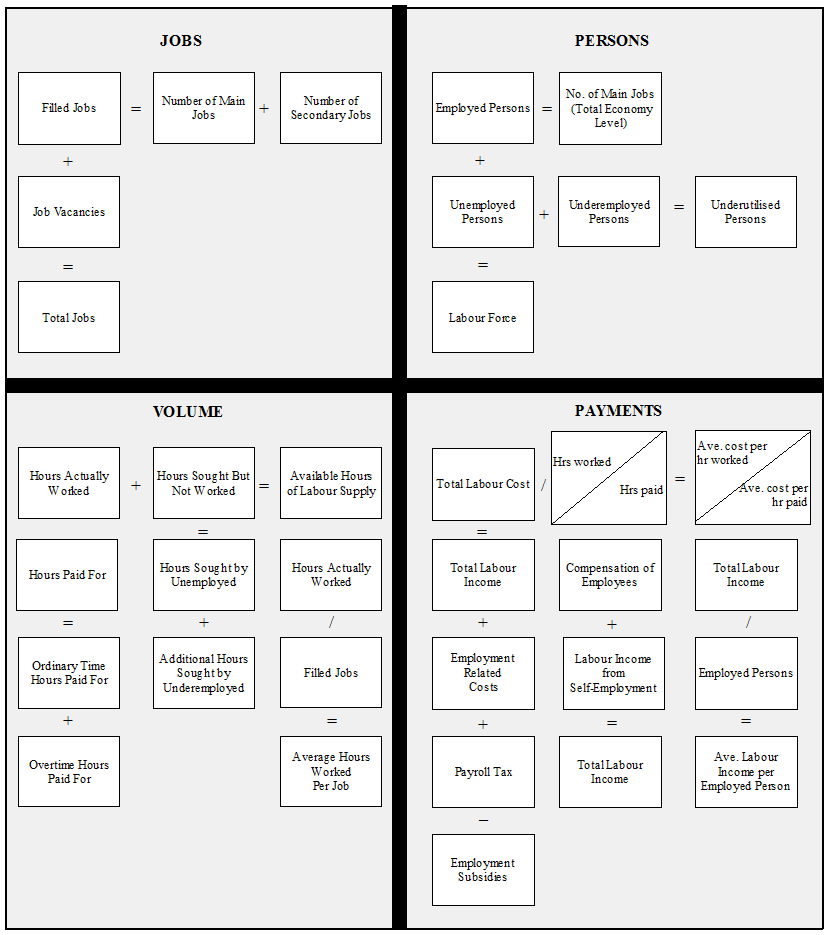 JOBS
Filled Jobs
=
Number of Main
Jobs
+
Number of
Secondary Jobs
+
Job Vacancies
=
Total Jobs
PERSONS
Employed Persons
=
No. of Main Jobs
(Total Economy
Level)
+
Unemployed
Persons
+
Underemployed
Persons
=
Underutilised
Persons
=
Labour Force
VOLUME
Hours Actually
Worked
+
Hours Sought But
Not Worked
=
Available Hours
of Labour Supply
=
Hours Paid For
Hours Sought by
Unemployed
Hours Actually
Worked
=
+
/
Ordinary Time
Hours Paid For
Additional Hours
Sought by
Underemployed
Filled Jobs
+
=
Overtime Hours
Paid For
Average Hours
Worked
Per Job
PAYMENTS
Total Labour Cost
/
Hrs worked
Hrs paid
=
Ave. cost per
hr worked
Ave. cost per
hr paid
=
Total Labour
Income
Compensation of
Employees
Total Labour
Income
+
+
/
Employment
Related
Costs
Labour Income
from
Self-Employment
Employed Persons
+
=
=
Payroll Tax
Total Labour
Income
Ave. Labour
Income per
Employed Person
−
Employment
Subsidies